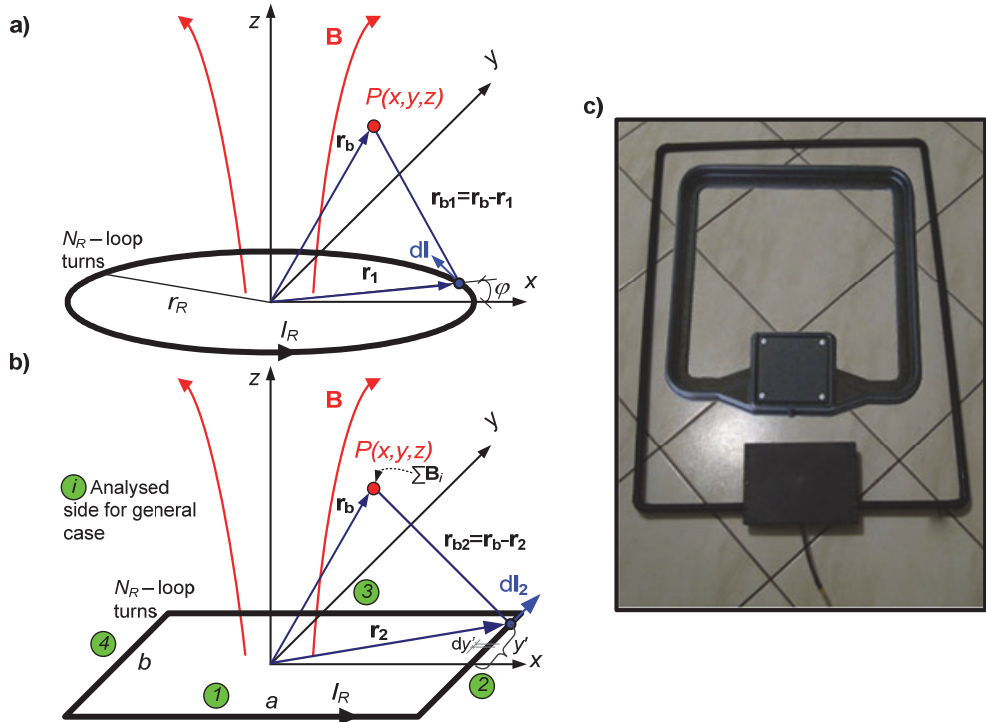 a)
z
B
y
P(x,y,z)
r_b
r_b1=r_b-r_1
N_R – loop
turns
dl
r_1
x
φ
r_R
I_R
b)
z
B
y
P(x,y,z)
ΣB_i
i Analysed
side for general
case
r_b
r_b2=r_b-r_2
N_R – loop
turns
dl_2
3
r_2
4
dy'
y'
x
b
2
1
a
I_R
c)